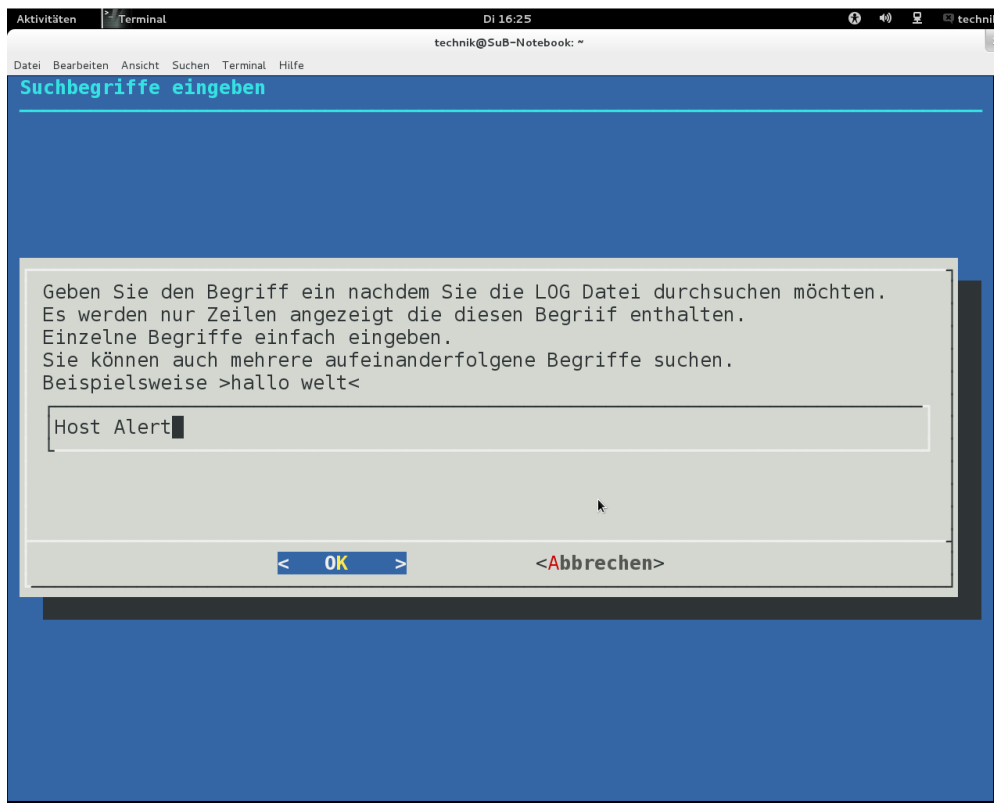 Aktivitäten Terminal Di 16:25 techni
technik@SuB-Notebook: ~
Datei Bearbeiten Ansicht Suchen Terminal Hilfe
Suchbegriffe eingeben
Geben Sie den Begriff ein nachdem Sie die LOG Datei durchsuchen möchten.
Es werden nur Zeilen angezeigt die diesen Begriif enthalten.
Einzelne Begriffe einfach eingeben.
Sie können auch mehrere aufeinanderfolgene Begriffe suchen.
Beispielsweise >hallo welt<
Host Alert
< OK > <Abbrechen>